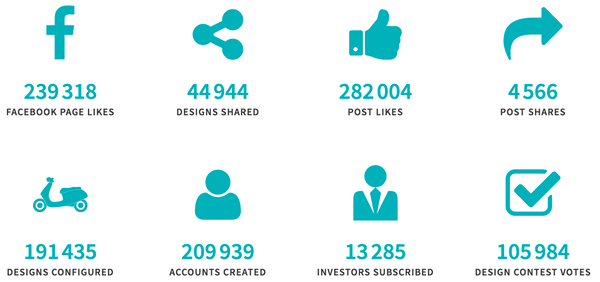 239 318 44 944 282 004 4 566
FACEBOOK PAGE LIKES DESIGNS SHARED POST LIKES POST SHARES
191 435 209 939 13 285 105 984
DESIGNS CONFIGURED ACCOUNTS CREATED INVESTORS SUBSCRIBED DESIGN CONTEST VOTES